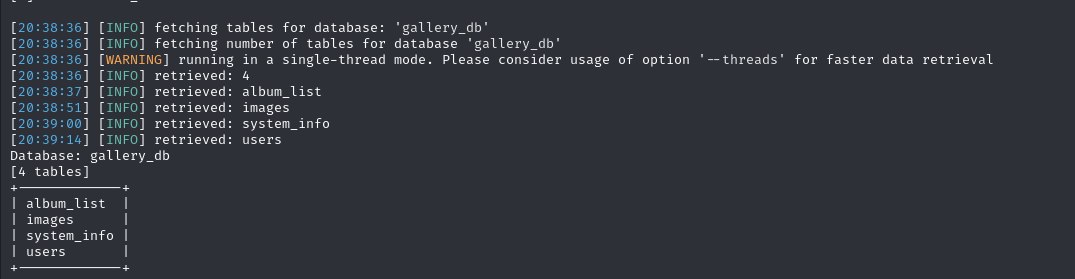 [20:38:36] [INFO] fetching tables for database: 'gallery_db'
[20:38:36] [INFO] fetching number of tables for database 'gallery_db'
[20:38:36] [WARNING] running in a single-thread mode. Please consider usage of option '--threads' for faster data retrieval
[20:38:36] [INFO] retrieved: 4
[20:38:37] [INFO] retrieved: album_list
[20:38:51] [INFO] retrieved: images
[20:39:00] [INFO] retrieved: system_info
[20:39:14] [INFO] retrieved: users
Database: gallery_db
[4 tables]
+-------------+
| album_list  |
| images      |
| system_info |
| users       |
+-------------+